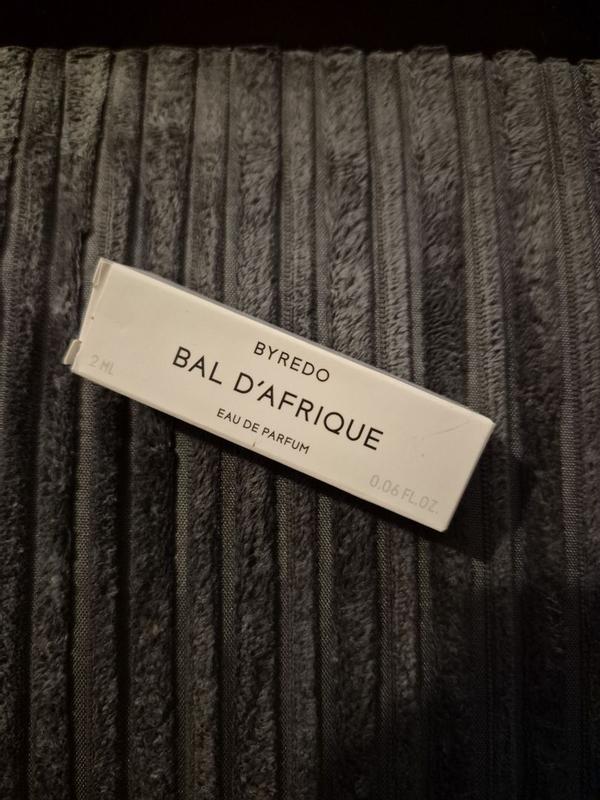 BYREDO
BAL D'AFRIQUE
EAU DE PARFUM
2 ML
0.06 FL.OZ.